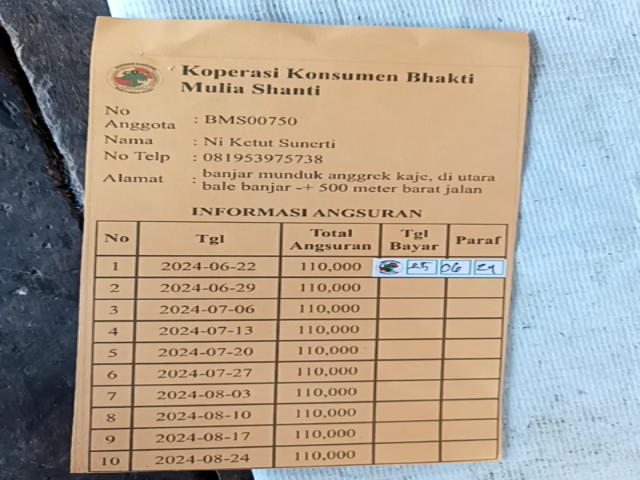 Koperasi Konsumen Bhakti
Mulia Shanti
No
Anggota : BMS00750
Nama : Ni Ketut Sunerti
No Telp : 081953975738
Alamat : banjar munduk anggrek kaje, di utara
bale banjar -+ 500 meter barat jalan
INFORMASI ANGSURAN
No Tgl Total Angsuran Tgl Bayar Paraf
1 2024-06-22 110,000 25 06 24
2 2024-06-29 110,000
3 2024-07-06 110,000
4 2024-07-13 110,000
5 2024-07-20 110,000
6 2024-07-27 110,000
7 2024-08-03 110,000
8 2024-08-10 110,000
9 2024-08-17 110,000
10 2024-08-24 110,000